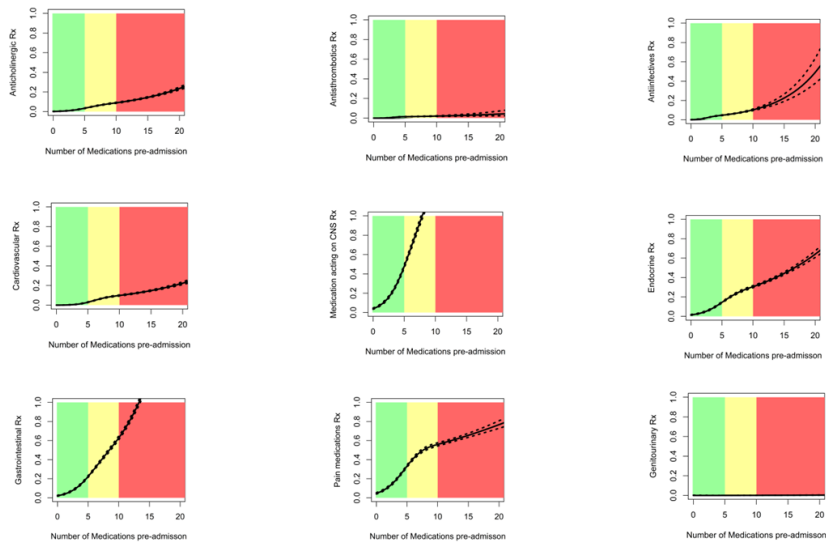 Anticholinergic Rx
0.0 0.2 0.4 0.6 0.8 1.0
0 5 10 15 20
Number of Medications pre-admission
Antisthrombotics Rx
0.0 0.2 0.4 0.6 0.8 1.0
0 5 10 15 20
Number of Medications pre-admission
Antiinfectives Rx
0.0 0.2 0.4 0.6 0.8 1.0
0 5 10 15 20
Number of Medications pre-admission
Cardiovascular Rx
0.0 0.2 0.4 0.6 0.8 1.0
0 5 10 15 20
Number of Medications pre-admission
Medication acting on CNS Rx
0.0 0.2 0.4 0.6 0.8 1.0
0 5 10 15 20
Number of Medications pre-admission
Endocrine Rx
0.0 0.2 0.4 0.6 0.8 1.0
0 5 10 15 20
Number of Medications pre-admisson
Gastrointestinal Rx
0.0 0.2 0.4 0.6 0.8 1.0
0 5 10 15 20
Number of Medications pre-admisson
Pain medications Rx
0.0 0.2 0.4 0.6 0.8 1.0
0 5 10 15 20
Number of Medications pre-admission
Genitourinary Rx
0.0 0.2 0.4 0.6 0.8 1.0
0 5 10 15 20
Number of Medications pre-admission